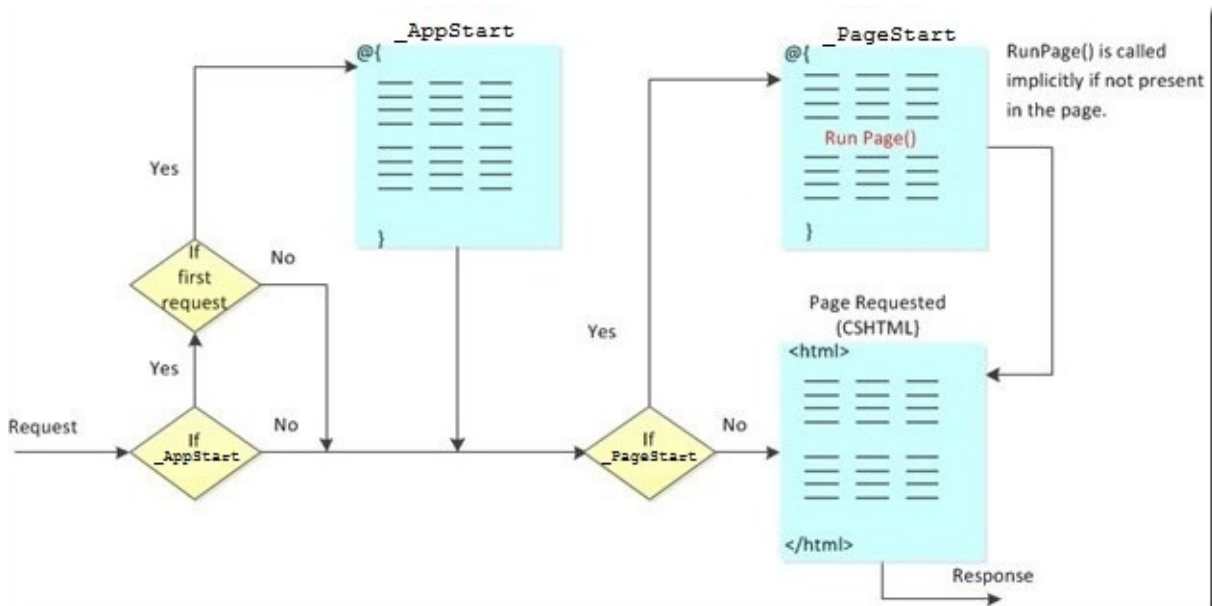 _AppStart
@{
}
_PageStart
@{
Run Page()
}
RunPage() is called
implicitly if not present
in the page.
Yes
If
first
request
No
Yes
Request
If
_AppStart
No
Yes
If
_PageStart
No
Page Requested
(CSHTML)
<html>
</html>
Response